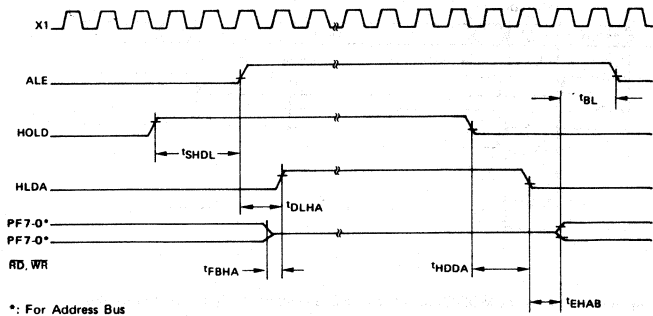 X1
ALE
tBL
HOLD
tSHDL
HLDA
tDLHA
PF7-0*
PF7-0*
RD, WR
tFBHA
tHDDA
tEHAB
*: For Address Bus